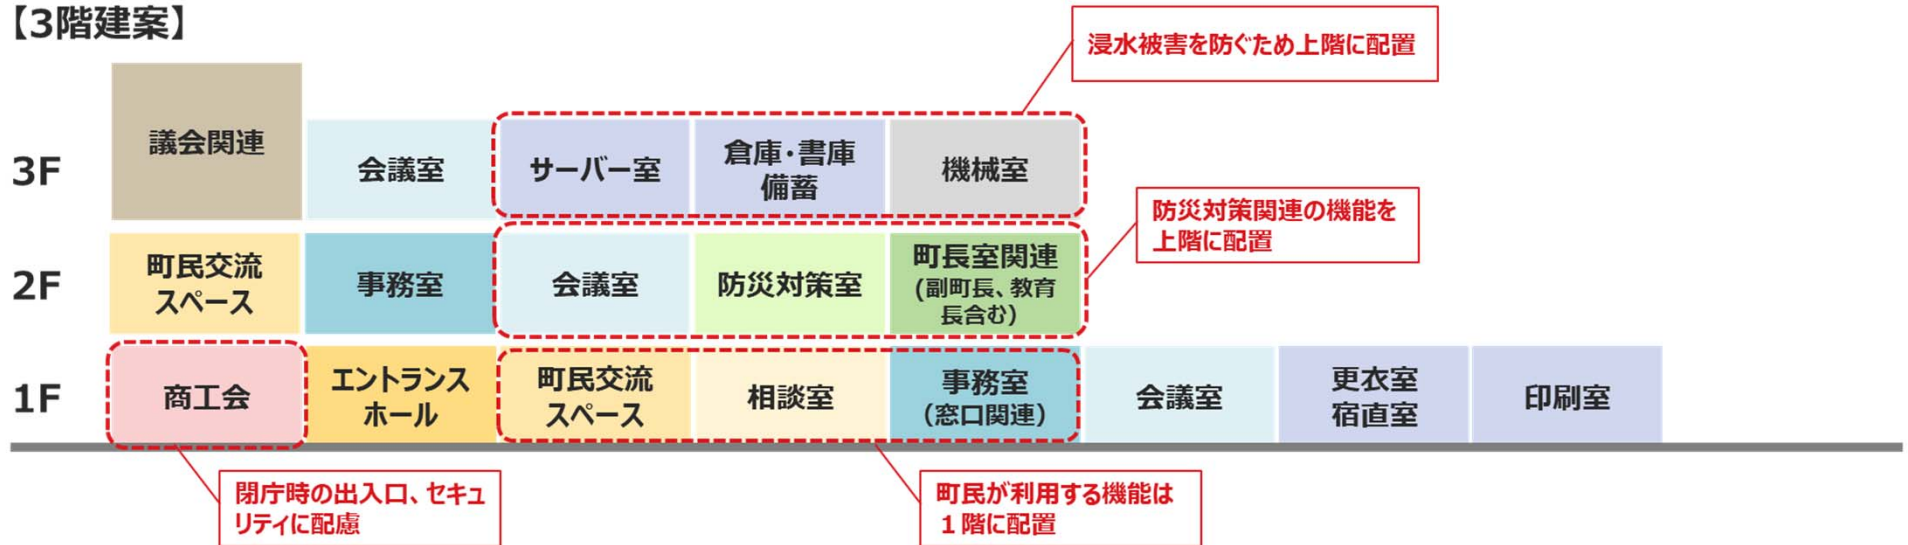 【3階建案】
浸水被害を防ぐため上階に配置
3F
議会関連
会議室
サーバー室
倉庫・書庫
備蓄
機械室
防災対策関連の機能を
上階に配置
2F
町民交流
スペース
事務室
会議室
防災対策室
町長室関連
(副町長、教育
長含む)
1F
商工会
エントランス
ホール
町民交流
スペース
相談室
事務室
(窓口関連)
会議室
更衣室
宿直室
印刷室
閉庁時の出入口、セキュ
リティに配慮
町民が利用する機能は
1階に配置